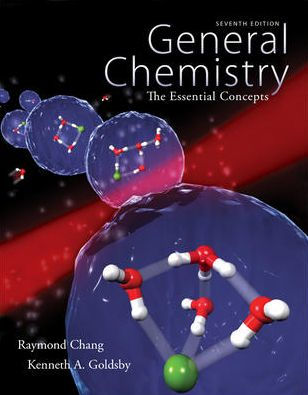 SEVENTH EDITION
General
Chemistry
The Essential Concepts
Raymond Chang
Kenneth A. Goldsby